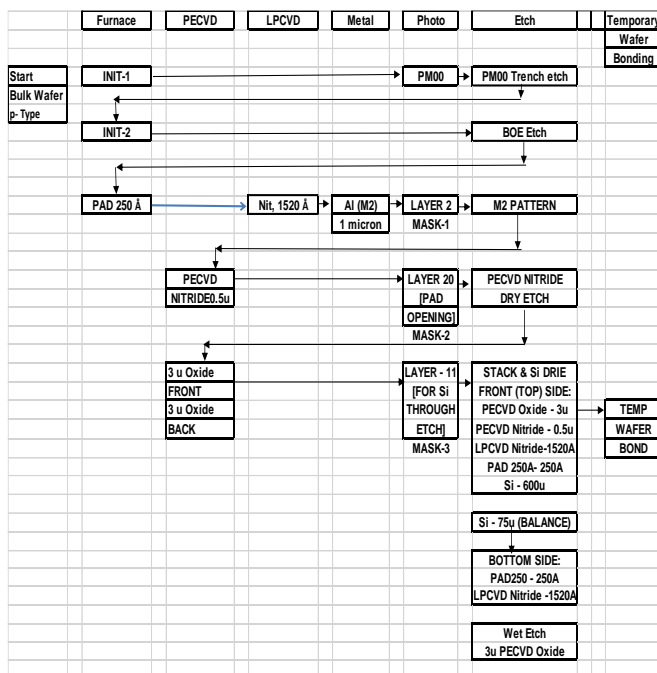 Furnace PECVD LPCVD Metal Photo Etch Temporary
Wafer
Bonding
Start INIT-1 PM00 PM00 Trench etch
Bulk Wafer
p- Type
INIT-2 BOE Etch
PAD 250 Å Nit, 1520 Å Al (M2) LAYER 2 M2 PATTERN
1 micron MASK-1
PECVD LAYER 20 PECVD NITRIDE
NITRIDE0.5u [PAD DRY ETCH
OPENING]
MASK-2
3 u Oxide LAYER - 11 STACK & Si DRIE
FRONT [FOR Si FRONT (TOP) SIDE:
3 u Oxide THROUGH PECVD Oxide - 3u TEMP
BACK ETCH] PECVD Nitride - 0.5u WAFER
MASK-3 LPCVD Nitride-1520A BOND
PAD 250A- 250A
Si - 600u
Si - 75u (BALANCE)
BOTTOM SIDE:
PAD250 - 250A
LPCVD Nitride -1520A
Wet Etch
3u PECVD Oxide